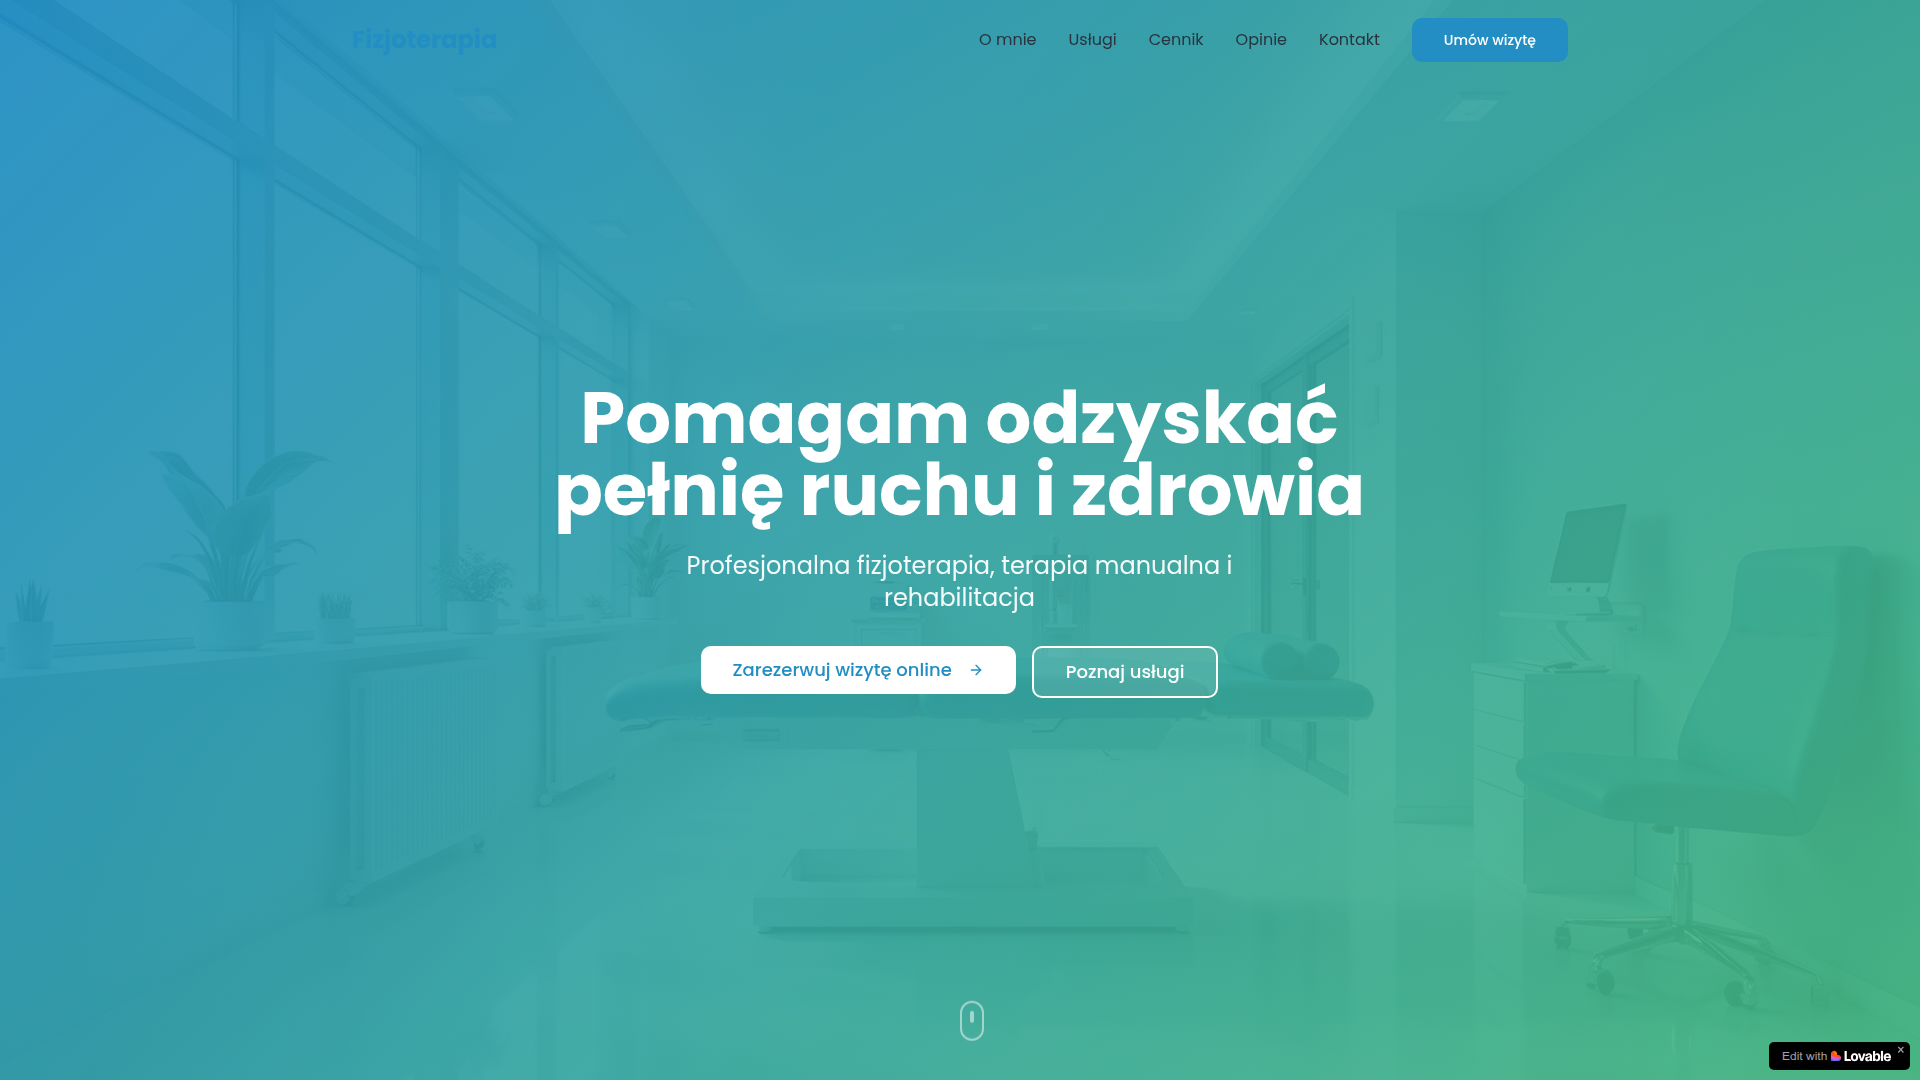 Fizjoterapia
O mnie
Usługi
Cennik
Opinie
Kontakt
Umów wizytę
Pomagam odzyskać
pełnię ruchu i zdrowia
Profesjonalna fizjoterapia, terapia manualna i
rehabilitacja
Zarezerwuj wizytę online →
Poznaj usługi
Edit with Lovable ×